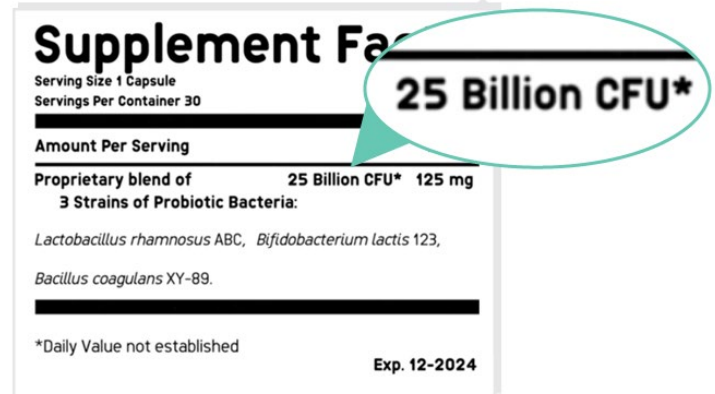 Supplement Fa
25 Billion CFU*
Serving Size 1 Capsule
Servings Per Container 30
Amount Per Serving
Proprietary blend of 25 Billion CFU* 125 mg
3 Strains of Probiotic Bacteria:
Lactobacillus rhamnosus ABC, Bifidobacterium lactis 123,
Bacillus coagulans XY-89.
*Daily Value not established
Exp. 12-2024